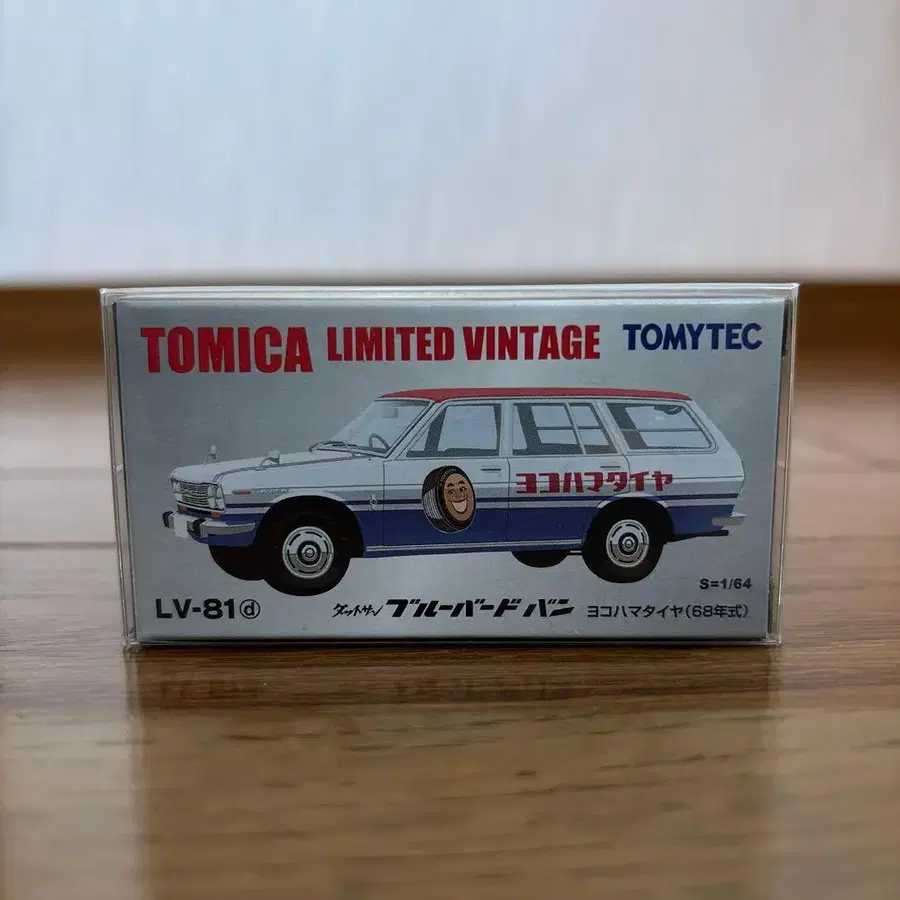 TOMICA LIMITED VINTAGE TOMYTEC
ヨコハマタイヤ
S=1/64
LV-81ⓓ ダットサン ブルーバード バン ヨコハマタイヤ(68年式)